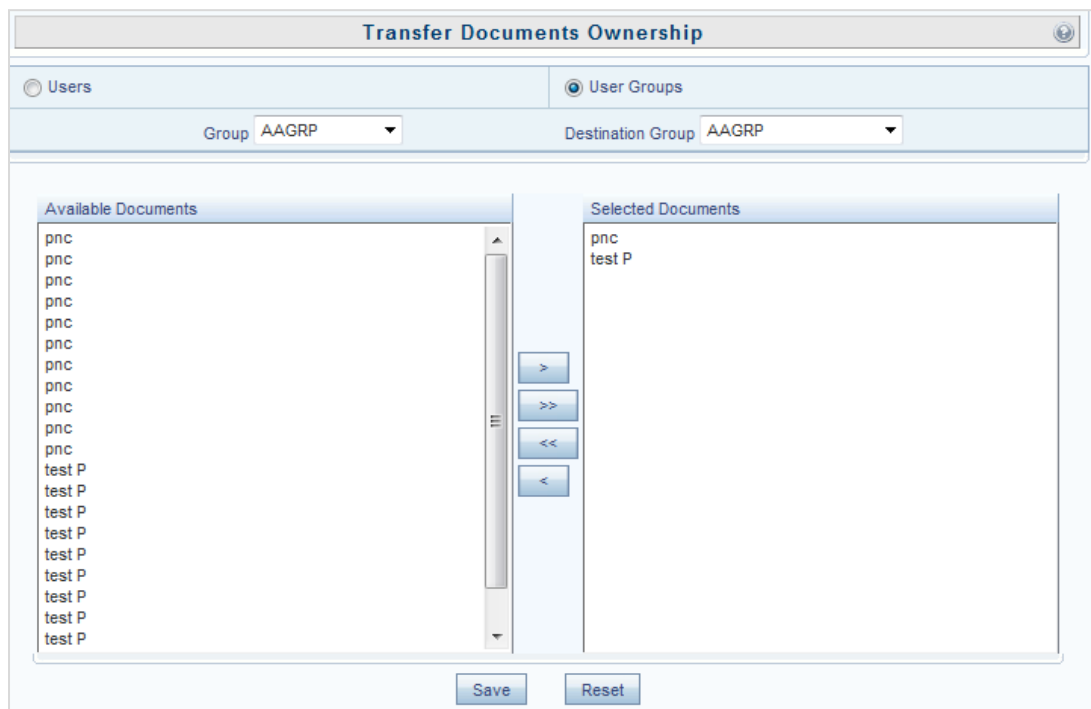 Transfer Documents Ownership
Users
User Groups
Group AAGRP
Destination Group AAGRP
Available Documents
pnc
pnc
pnc
pnc
pnc
pnc
pnc
pnc
pnc
pnc
pnc
test P
test P
test P
test P
test P
test P
test P
test P
test P
>
>>
<<
<
Selected Documents
pnc
test P
Save
Reset